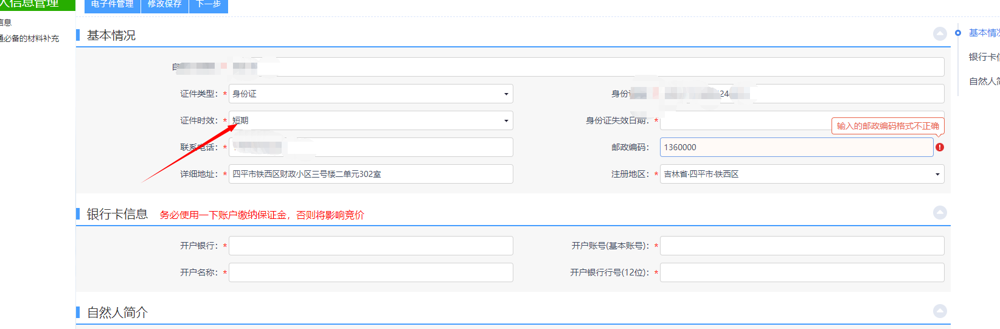 人信息管理
电子件管理 修改保存 下一步
信息
通必备的材料补充
基本情况
自
证件类型：* 身份证
身份 24
证件时效：* 短期
身份证失效日期：*
输入的邮政编码格式不正确
联系电话：*
邮政编码： 1360000
详细地址：* 四平市铁西区财政小区三号楼二单元302室
注册地区：* 吉林省·四平市·铁西区
银行卡信息 务必使用一下账户缴纳保证金，否则将影响竞价
开户银行：*
开户账号(基本账号)：*
开户名称：*
开户银行行号(12位)：*
自然人简介
基本情况
银行卡信
自然人简